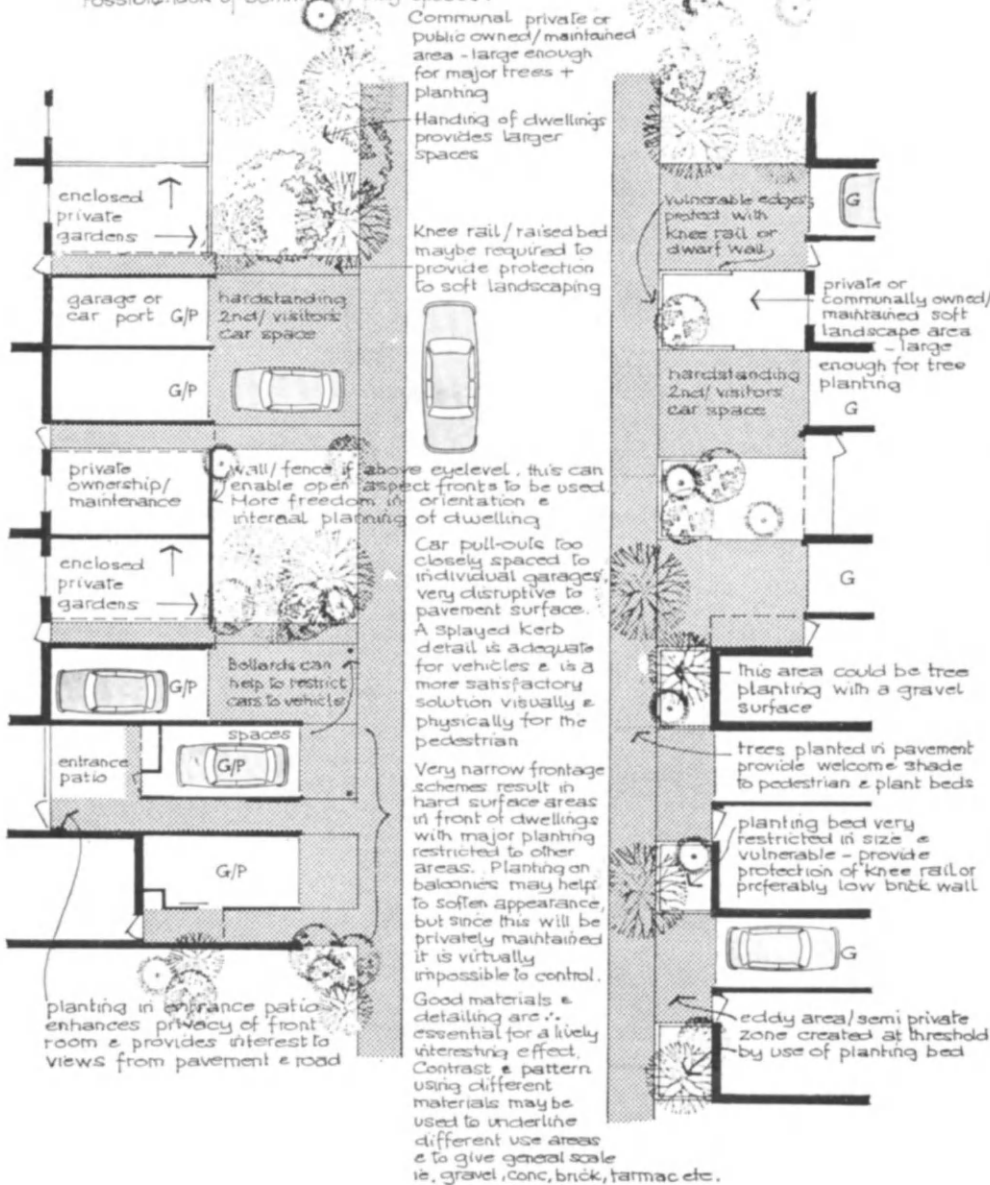 Communal private or
public owned/maintained
area - large enough
for major trees +
planting
Handing of dwellings
provides larger
spaces
Knee rail/raised bed
maybe required to
provide protection
to soft landscaping
enclosed
private
gardens
garage or
car port G/P
hardstanding
2nd/visitors
car space
G/P
private
ownership/
maintenance
wall/fence if above eyelevel, this can
enable open aspect fronts to be used
More freedom in orientation &
internal planning of dwelling
enclosed
private
gardens
Car pull-outs too
closely spaced to
individual garages,
very disruptive to
pavement surface.
A splayed kerb
detail is adequate
for vehicles & is a
more satisfactory
solution visually &
physically for the
pedestrian
G/P
Bollards can
help to restrict
cars to vehicle
spaces
entrance
patio
G/P
G/P
Very narrow frontage
schemes result in
hard surface areas
in front of dwellings
with major planting
restricted to other
areas. Planting on
balconies may help
to soften appearance,
but since this will be
privately maintained
it is virtually
impossible to control.
planting in entrance patio
enhances privacy of front
room & provides interest to
views from pavement & road
Good materials &
detailing are ∴
essential for a lively
interesting effect.
Contrast & pattern
using different
materials may be
used to underline
different use areas
& to give general scale
ie, gravel, conc, brick, tarmac etc.
G
vulnerable edges
protect with
knee rail or
dwarf wall
private or
communally owned/
maintained soft
landscape area
- large
enough for tree
planting
hardstanding
2nd/visitors
car space
G
G
this area could be tree
planting with a gravel
surface
trees planted in pavement
provide welcome shade
to pedestrian & plant beds
planting bed very
restricted in size &
vulnerable - provide
protection of knee rail or
preferably low brick wall
G
eddy area/semi private
zone created at threshold
by use of planting bed